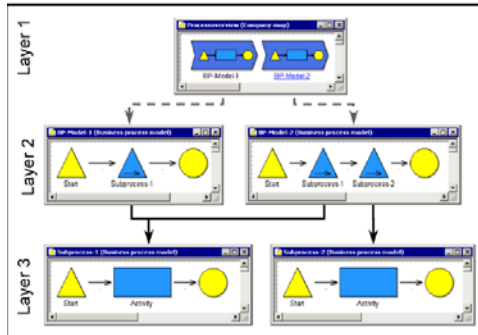 Layer 1
Processoverview (Company map)
BP-Model-1 BP-Model-2
Layer 2
BP-Model-1 (Business process model)
Start Subprocess-1
BP-Model-2 (Business process model)
Start Subprocess-1 Subprocess-2
Layer 3
Subprocess-1 (Business process model)
Start Activity
Subprocess-2 (Business process model)
Start Activity